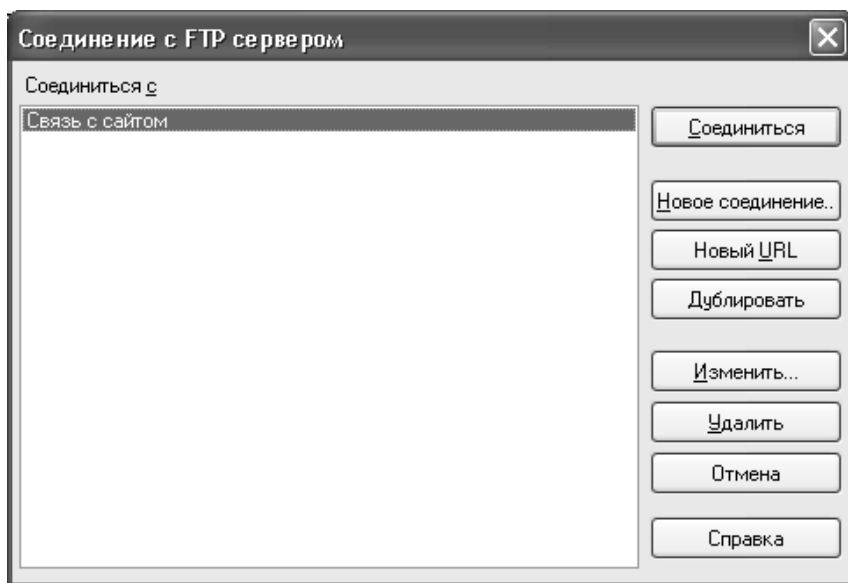 Соединение с FTP сервером
Соединиться с
Связь с сайтом
Соединиться
Новое соединение..
Новый URL
Дублировать
Изменить...
Удалить
Отмена
Справка